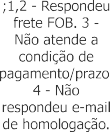 ;1,2 - Respondeu
frete FOB. 3 -
Não atende a
condição de
pagamento/prazo
4 - Não
respondeu e-mail
de homologação.